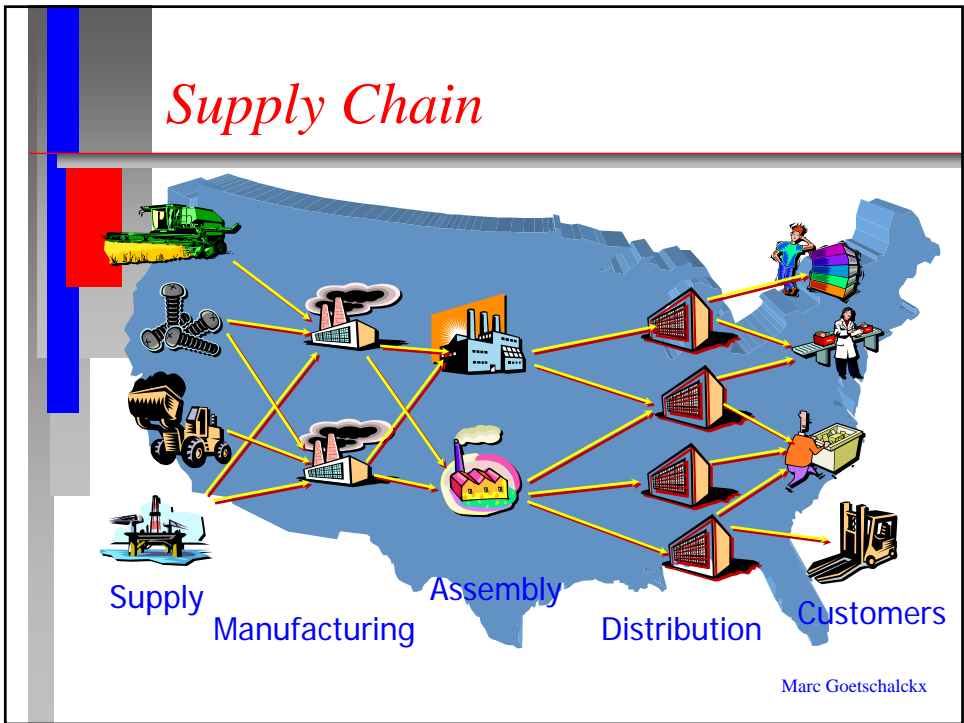 Supply Chain
Supply
Manufacturing
Assembly
Distribution
Customers
Marc Goetschalckx